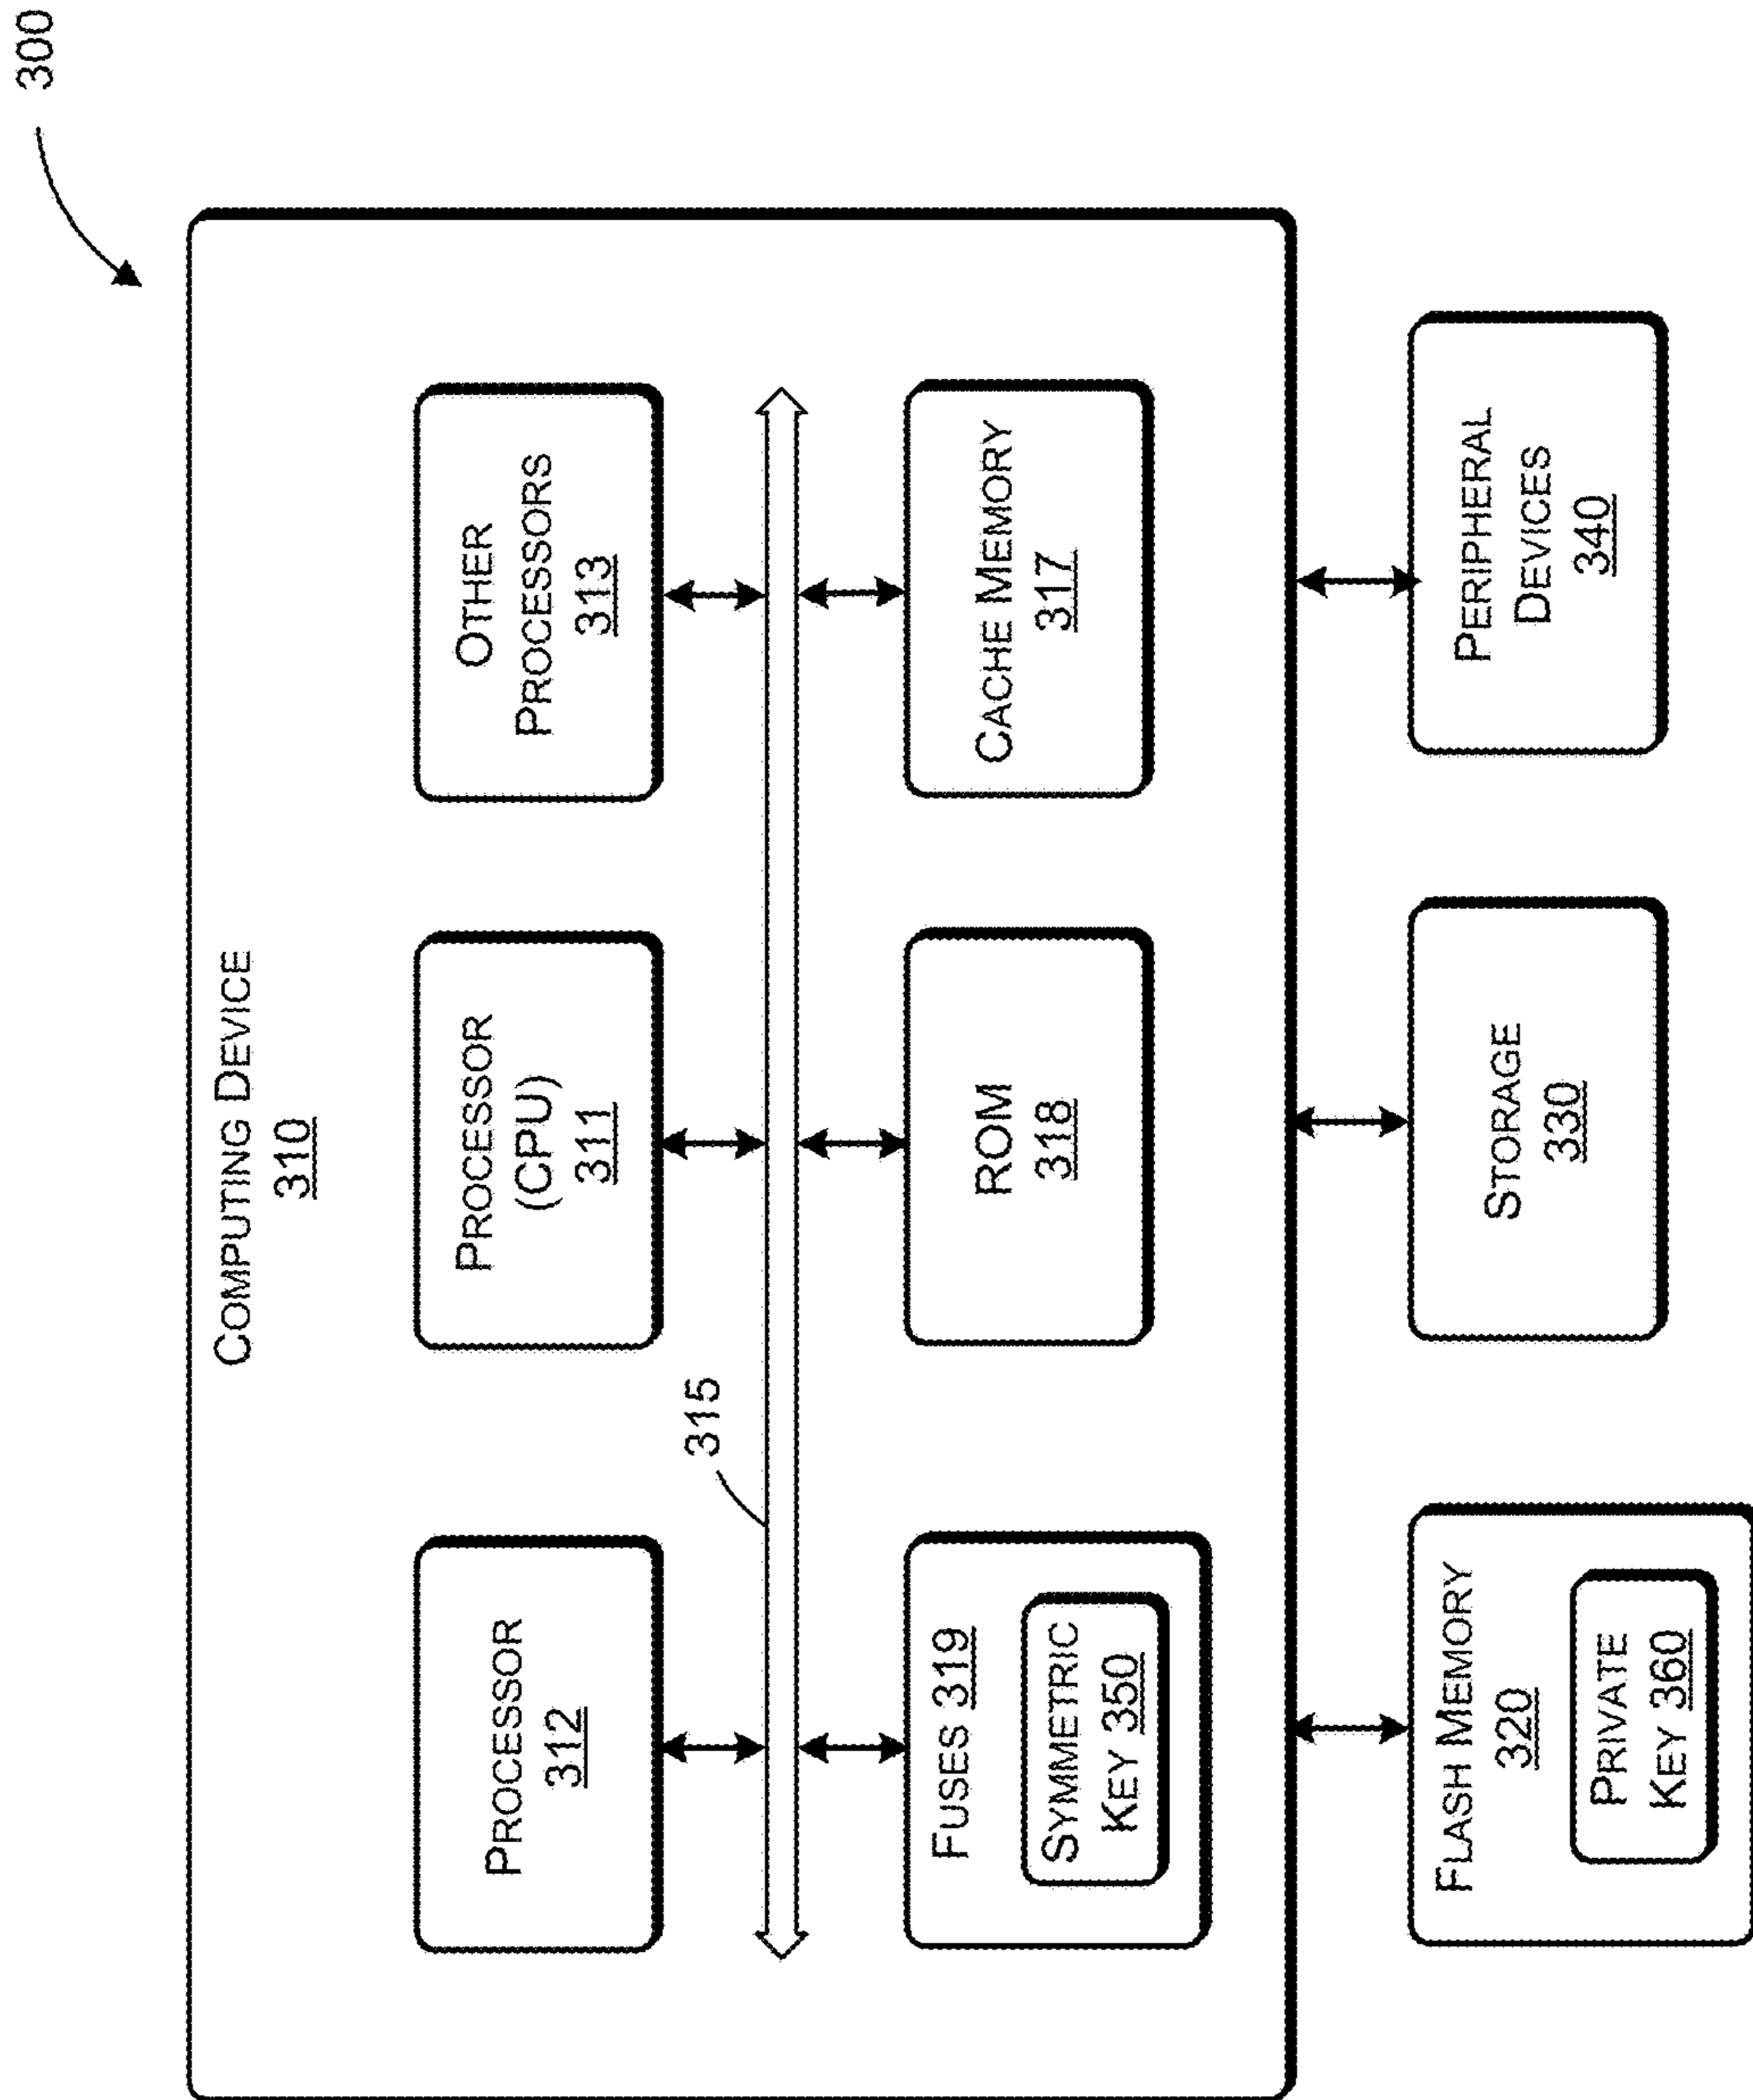 300
COMPUTING DEVICE
310
PROCESSOR
312
PROCESSOR
(CPU)
311
OTHER
PROCESSORS
313
315
FUSES 319
SYMMETRIC
KEY 350
ROM
318
CACHE MEMORY
317
FLASH MEMORY
320
PRIVATE
KEY 360
STORAGE
330
PERIPHERAL
DEVICES
340